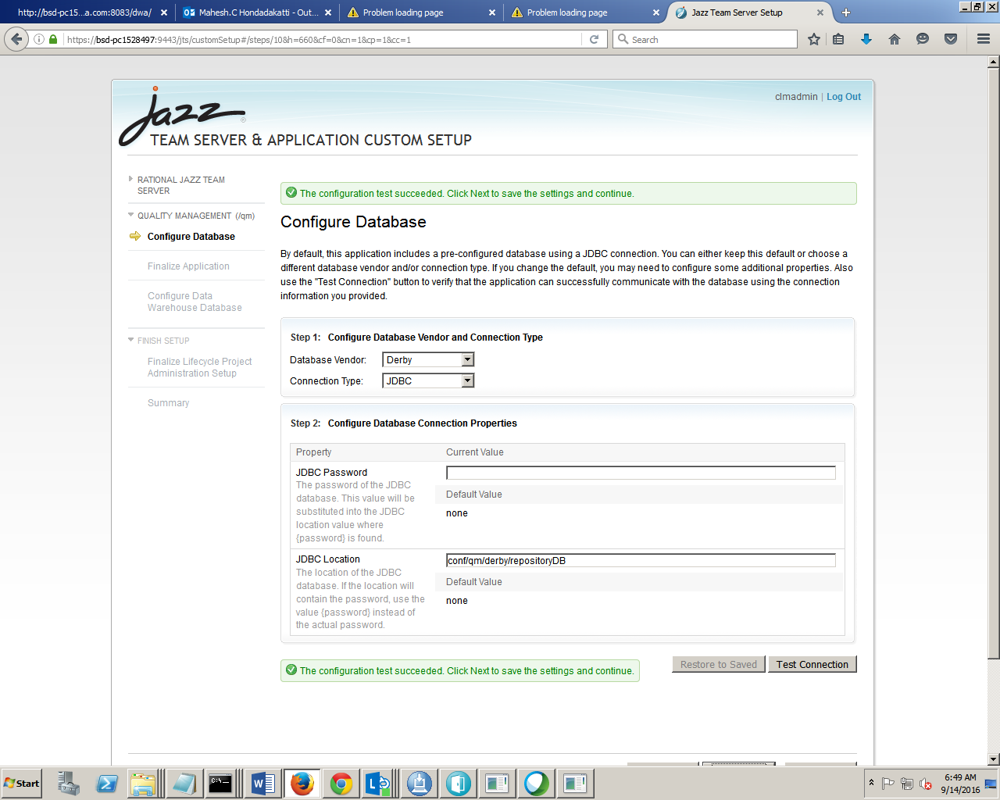 http://bsd-pc15...a.com:8083/dwa/
Mahesh.C Hondadakatti - Out...
Problem loading page
Problem loading page
Jazz Team Server Setup
https://bsd-pc1528497:9443/jts/customSetup#/steps/10&h=660&cf=0&cn=1&cp=1&cc=1
Search
clmadmin | Log Out
jazz
TEAM SERVER & APPLICATION CUSTOM SETUP
RATIONAL JAZZ TEAM
SERVER
QUALITY MANAGEMENT (/qm)
Configure Database
Finalize Application
Configure Data
Warehouse Database
FINISH SETUP
Finalize Lifecycle Project
Administration Setup
Summary
The configuration test succeeded. Click Next to save the settings and continue.
Configure Database
By default, this application includes a pre-configured database using a JDBC connection. You can either keep this default or choose a
different database vendor and/or connection type. If you change the default, you may need to configure some additional properties. Also
use the "Test Connection" button to verify that the application can successfully communicate with the database using the connection
information you provided.
Step 1: Configure Database Vendor and Connection Type
Database Vendor: Derby
Connection Type: JDBC
Step 2: Configure Database Connection Properties
Property Current Value
JDBC Password
The password of the JDBC
database. This value will be
substituted into the JDBC
location value where
{password} is found.
Default Value
none
JDBC Location
The location of the JDBC
database. If the location will
contain the password, use the
value {password} instead of
the actual password.
conf/qm/derby/repositoryDB
Default Value
none
The configuration test succeeded. Click Next to save the settings and continue.
Restore to Saved
Test Connection
Start
6:49 AM
9/14/2016